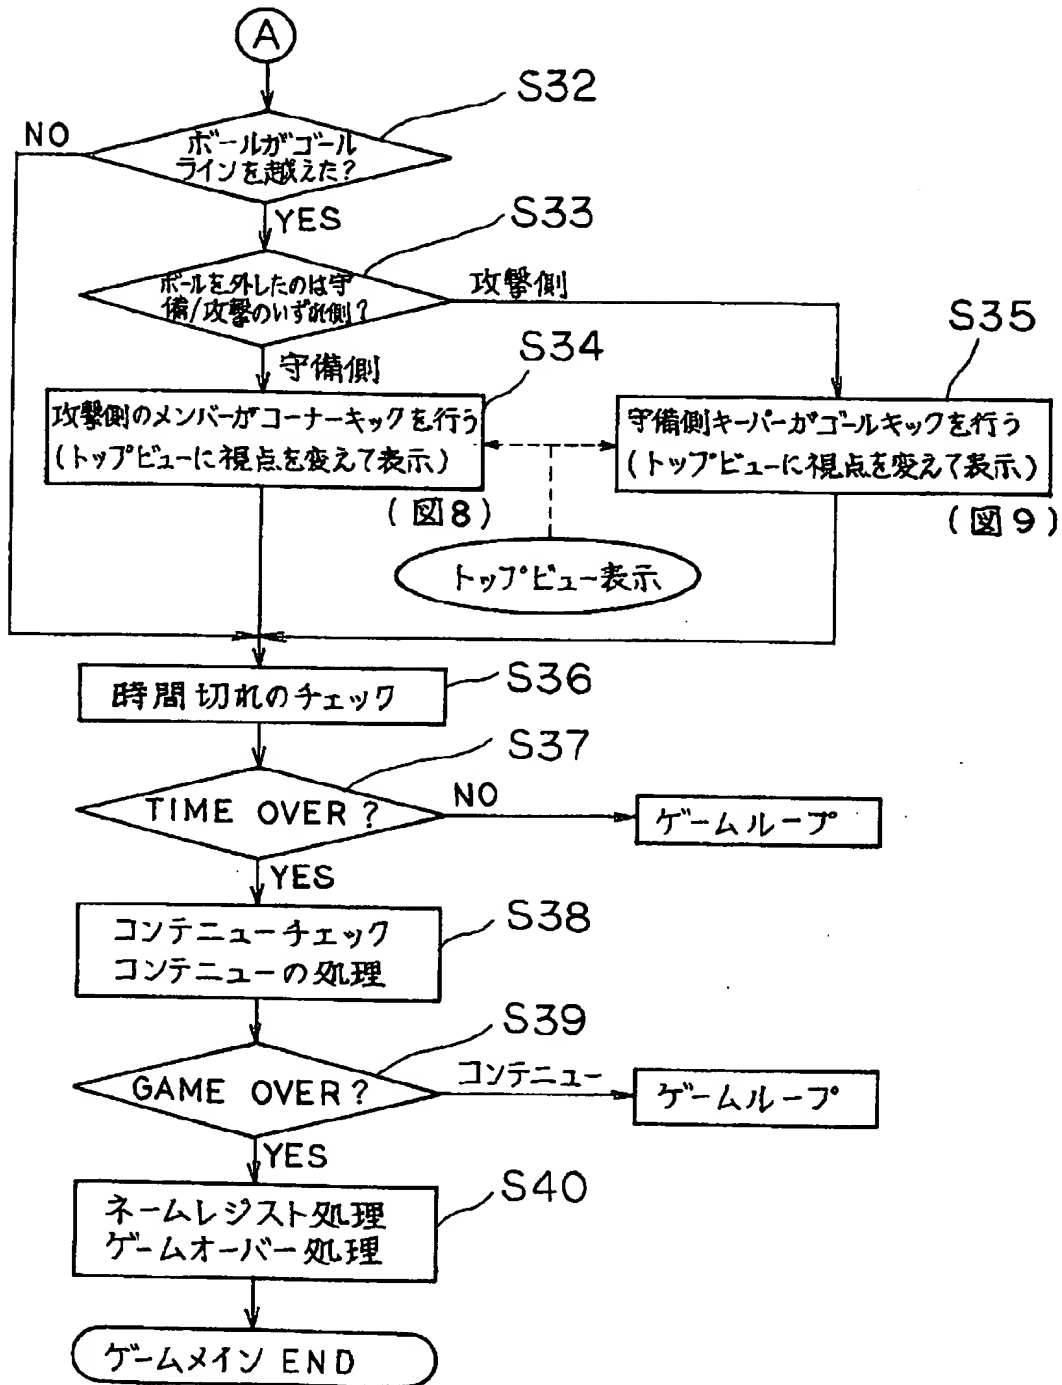 A
S32
NO
ボールがゴール
ラインを越えた?
YES
S33
ボールを外したのは守
備/攻撃のいずれ側?
攻撃側
S35
守備側
S34
攻撃側のメンバーがコーナーキックを行う
(トップビューに視点を変えて表示)
(図8)
守備側キーパーがゴールキックを行う
(トップビューに視点を変えて表示)
(図9)
トップビュー表示
時間切れのチェック
S36
S37
TIME OVER?
NO
ゲームループ
YES
S38
コンテニューチェック
コンテニューの処理
S39
GAME OVER?
コンテニュー
ゲームループ
YES
S40
ネームレジスト処理
ゲームオーバー処理
ゲームメイン END